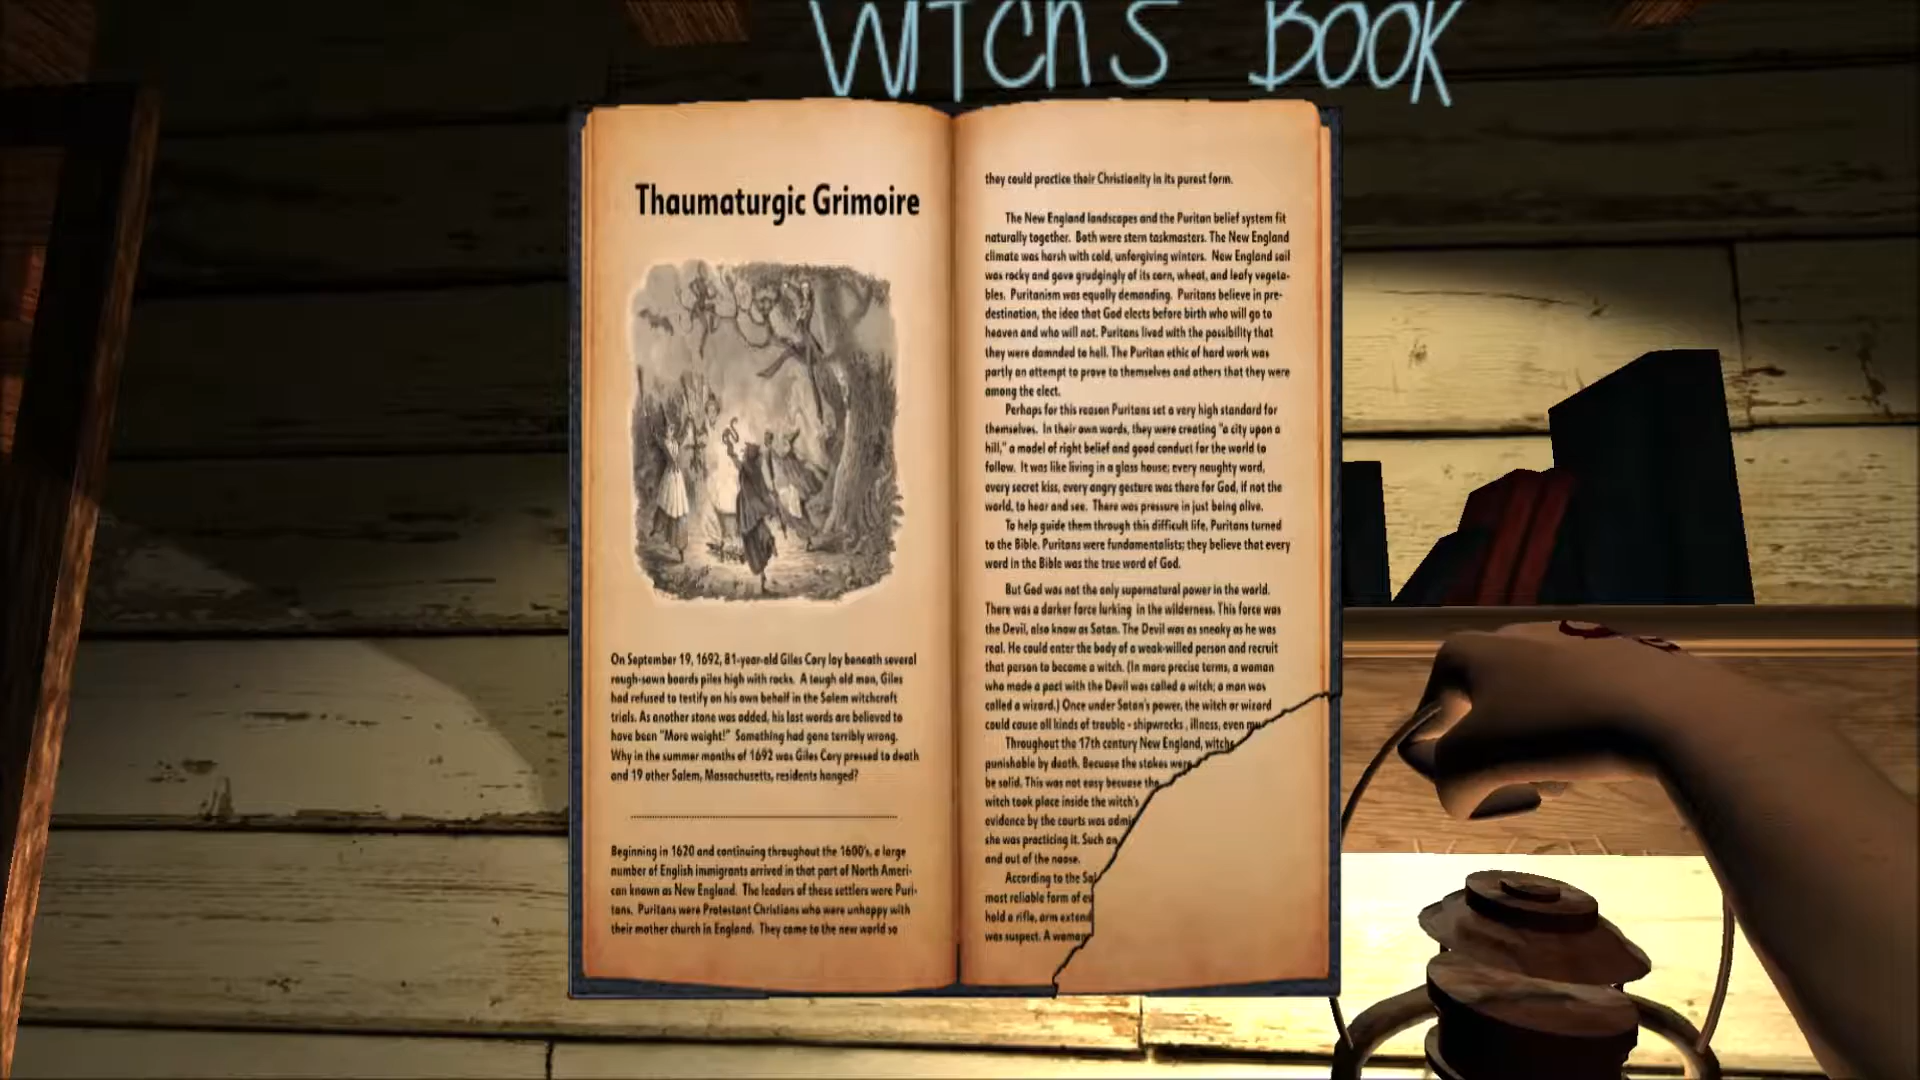 WITCH'S BOOK
Thaumaturgic Grimoire
On September 19, 1692, 81-year-old Giles Cory lay beneath several
rough-sawn boards piles high with rocks. A tough old man, Giles
had refused to testify on his own behalf in the Salem witchcraft
trials. As another stone was added, his last words are believed to
have been "More weight!" Something had gone terribly wrong.
Why in the summer months of 1692 was Giles Cory pressed to death
and 19 other Salem, Massachusetts, residents hanged?
Beginning in 1620 and continuing throughout the 1600's, a large
number of English immigrants arrived in that part of North Ameri-
can known as New England. The leaders of these settlers were Puri-
tans. Puritans were Protestant Christians who were unhappy with
their mother church in England. They came to the new world so
they could practice their Christianity in its purest form.
The New England landscapes and the Puritan belief system fit
naturally together. Both were stern taskmasters. The New England
climate was harsh with cold, unforgiving winters. New England soil
was rocky and gave grudgingly of its corn, wheat, and leafy vegeta-
bles. Puritanism was equally demanding. Puritans believe in pre-
destination, the idea that God elects before birth who will go to
heaven and who will not. Puritans lived with the possibility that
they were damnded to hell. The Puritan ethic of hard work was
partly an attempt to prove to themselves and others that they were
among the elect.
Perhaps for this reason Puritans set a very high standard for
themselves. In their own words, they were creating "a city upon a
hill," a model of right belief and good conduct for the world to
follow. It was like living in a glass house; every naughty word,
every secret kiss, every angry gesture was there for God, if not the
world, to hear and see. There was pressure in just being alive.
To help guide them through this difficult life, Puritans turned
to the Bible. Puritans were fundamentalists; they believe that every
word in the Bible was the true word of God.
But God was not the only supernatural power in the world.
There was a darker force lurking in the wilderness. This force was
the Devil, also know as Satan. The Devil was as sneaky as he was
real. He could enter the body of a weak-willed person and recruit
that person to become a witch. (In more precise terms, a woman
who made a pact with the Devil was called a witch; a man was
called a wizard.) Once under Satan's power, the witch or wizard
could cause all kinds of trouble - shipwrecks , illness, even
Throughout the 17th century New England, witch
punishable by death. Becuase the stakes were
be solid. This was not easy becuase the
witch took place inside the witch's
evidence by the courts was admi
she was practicing it. Such an
and out of the noose.
According to the Sal
most reliable form of ev
hold a rifle, arm extend
was suspect. A woman